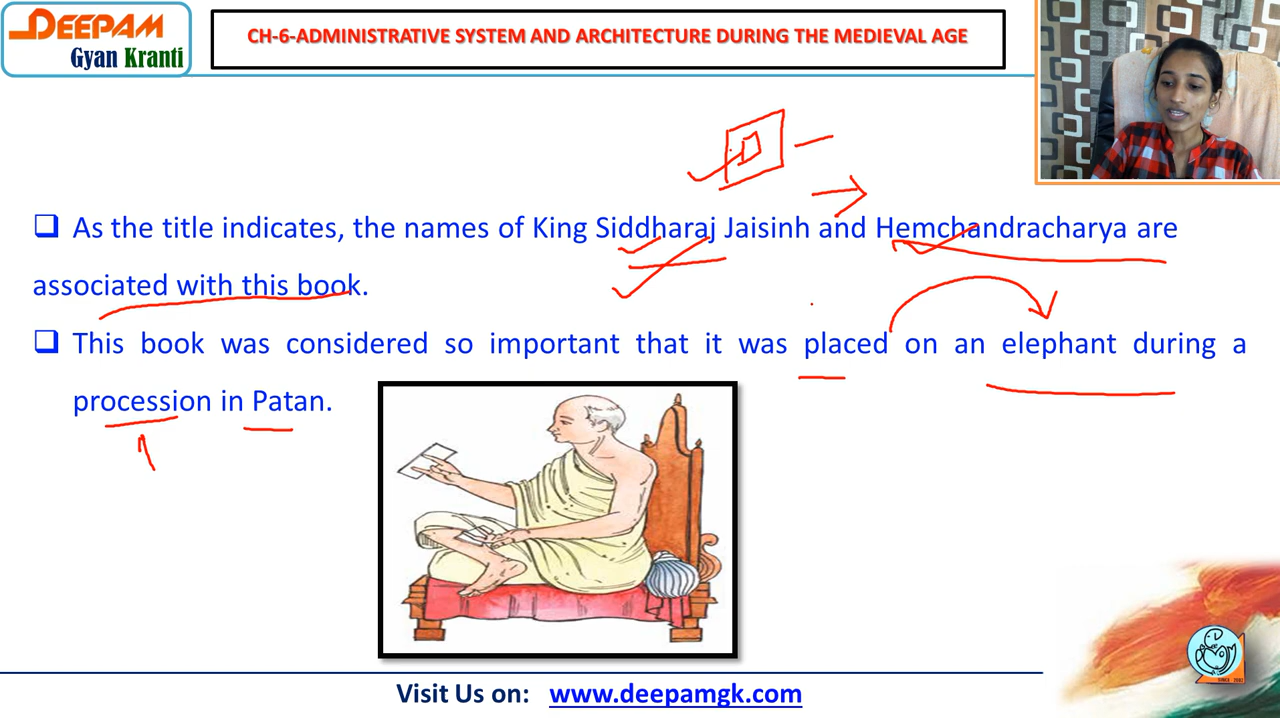 DEEPAM
Gyan Kranti
CH-6-ADMINISTRATIVE SYSTEM AND ARCHITECTURE DURING THE MEDIEVAL AGE
As the title indicates, the names of King Siddharaj Jaisinh and Hemchandracharya are
associated with this book.
This book was considered so important that it was placed on an elephant during a
procession in Patan.
SINCE 2002
Visit Us on: www.deepamgk.com